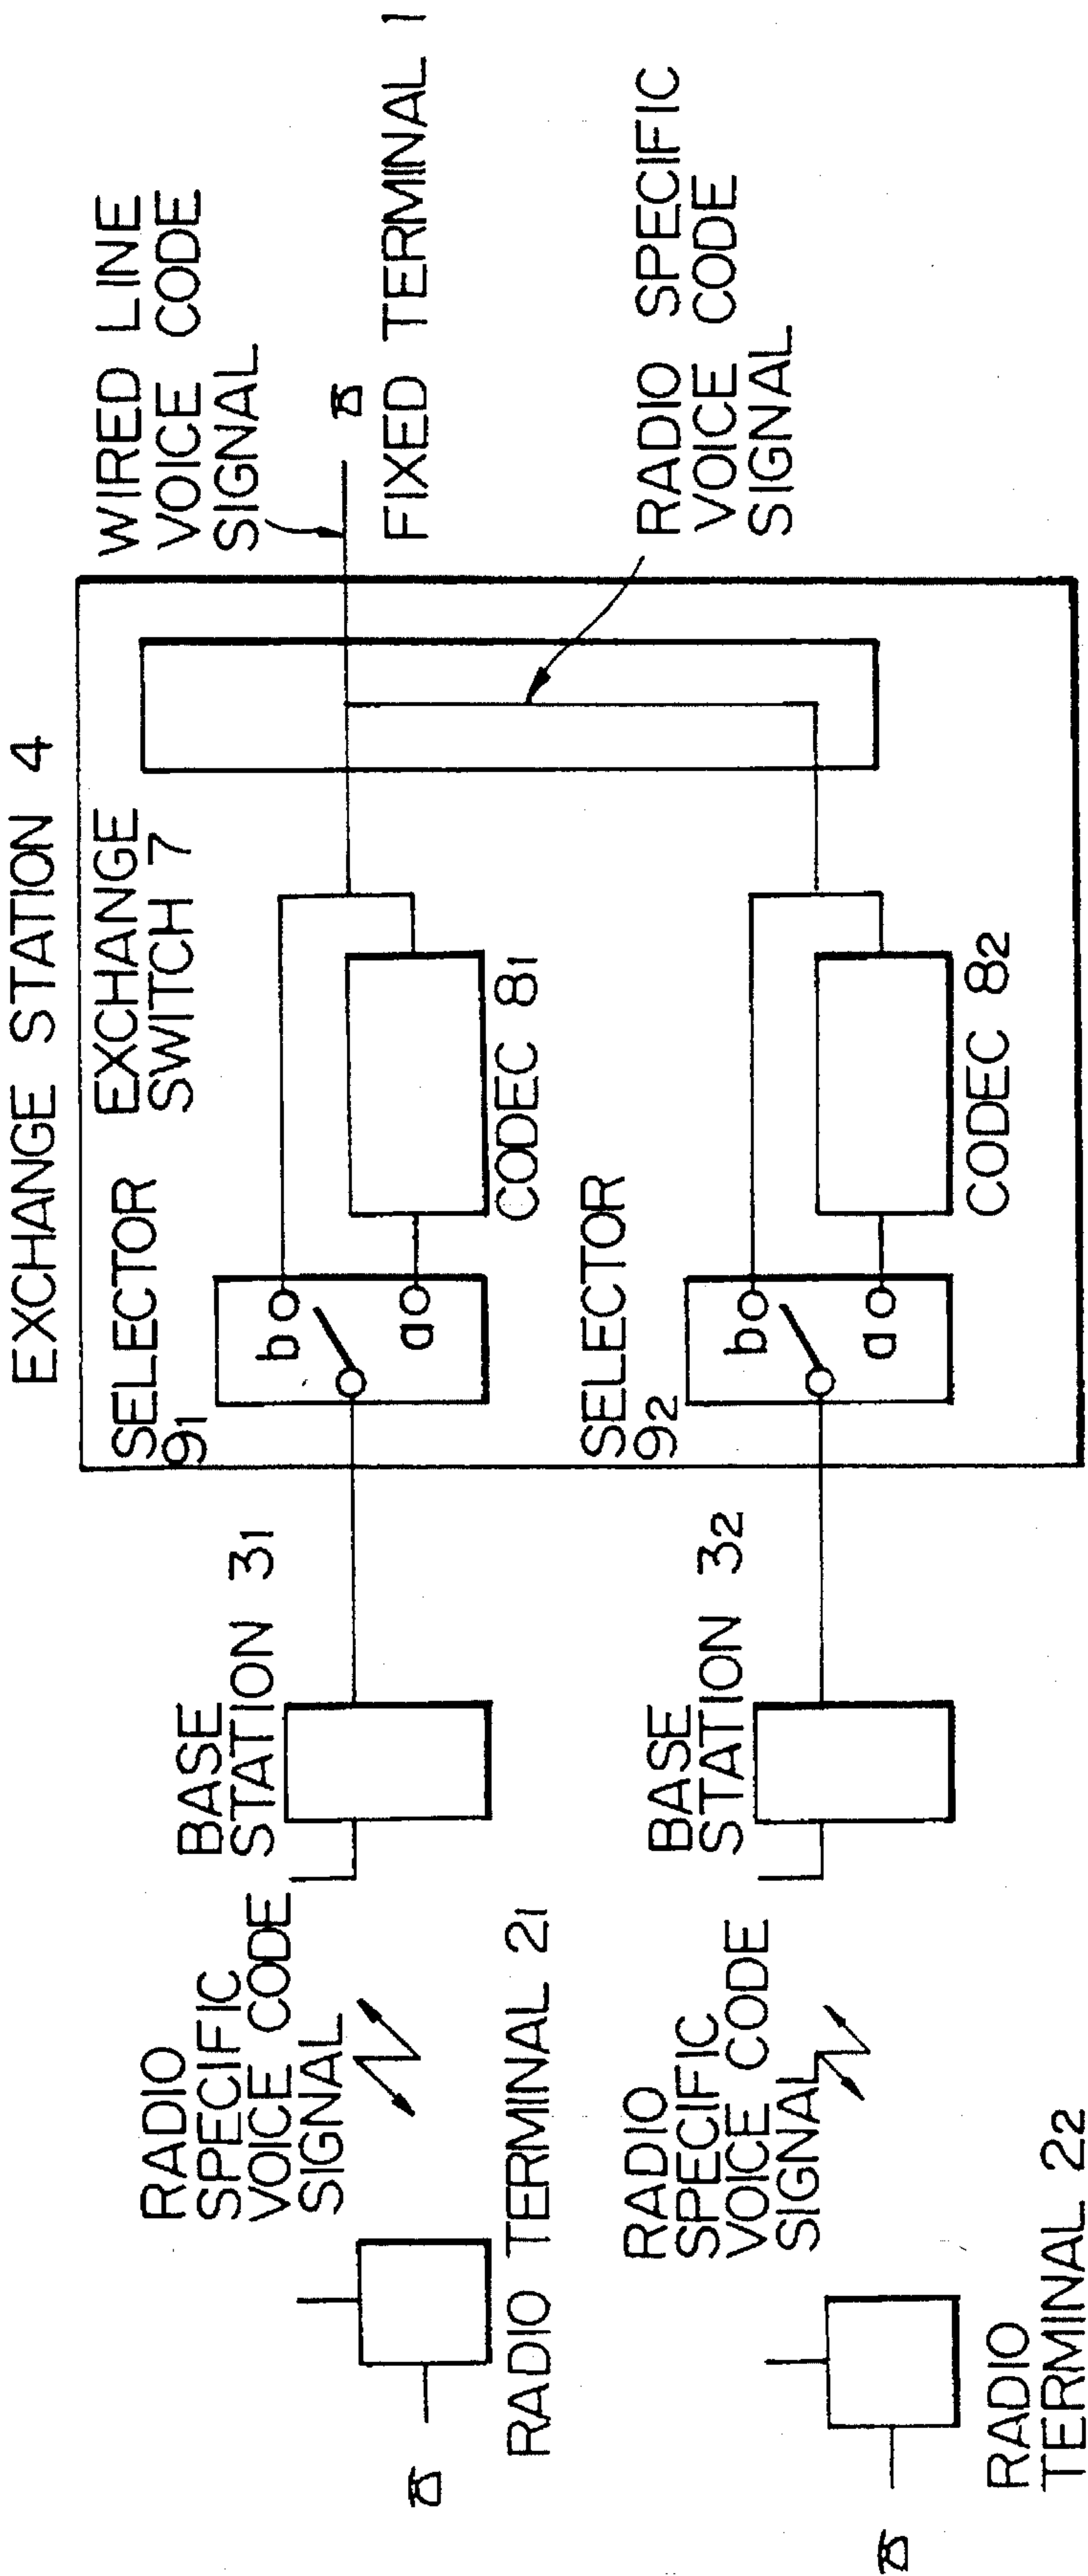 EXCHANGE STATION 4
SELECTOR
9₁
EXCHANGE
SWITCH 7
WIRED LINE
VOICE CODE
SIGNAL
FIXED TERMINAL 1
RADIO SPECIFIC
VOICE CODE
SIGNAL
b
a
CODEC 8₁
SELECTOR
9₂
b
a
CODEC 8₂
BASE
STATION 3₁
BASE
STATION 3₂
RADIO
SPECIFIC
VOICE CODE
SIGNAL
RADIO TERMINAL 2₁
RADIO
SPECIFIC
VOICE CODE
SIGNAL
RADIO
TERMINAL 2₂